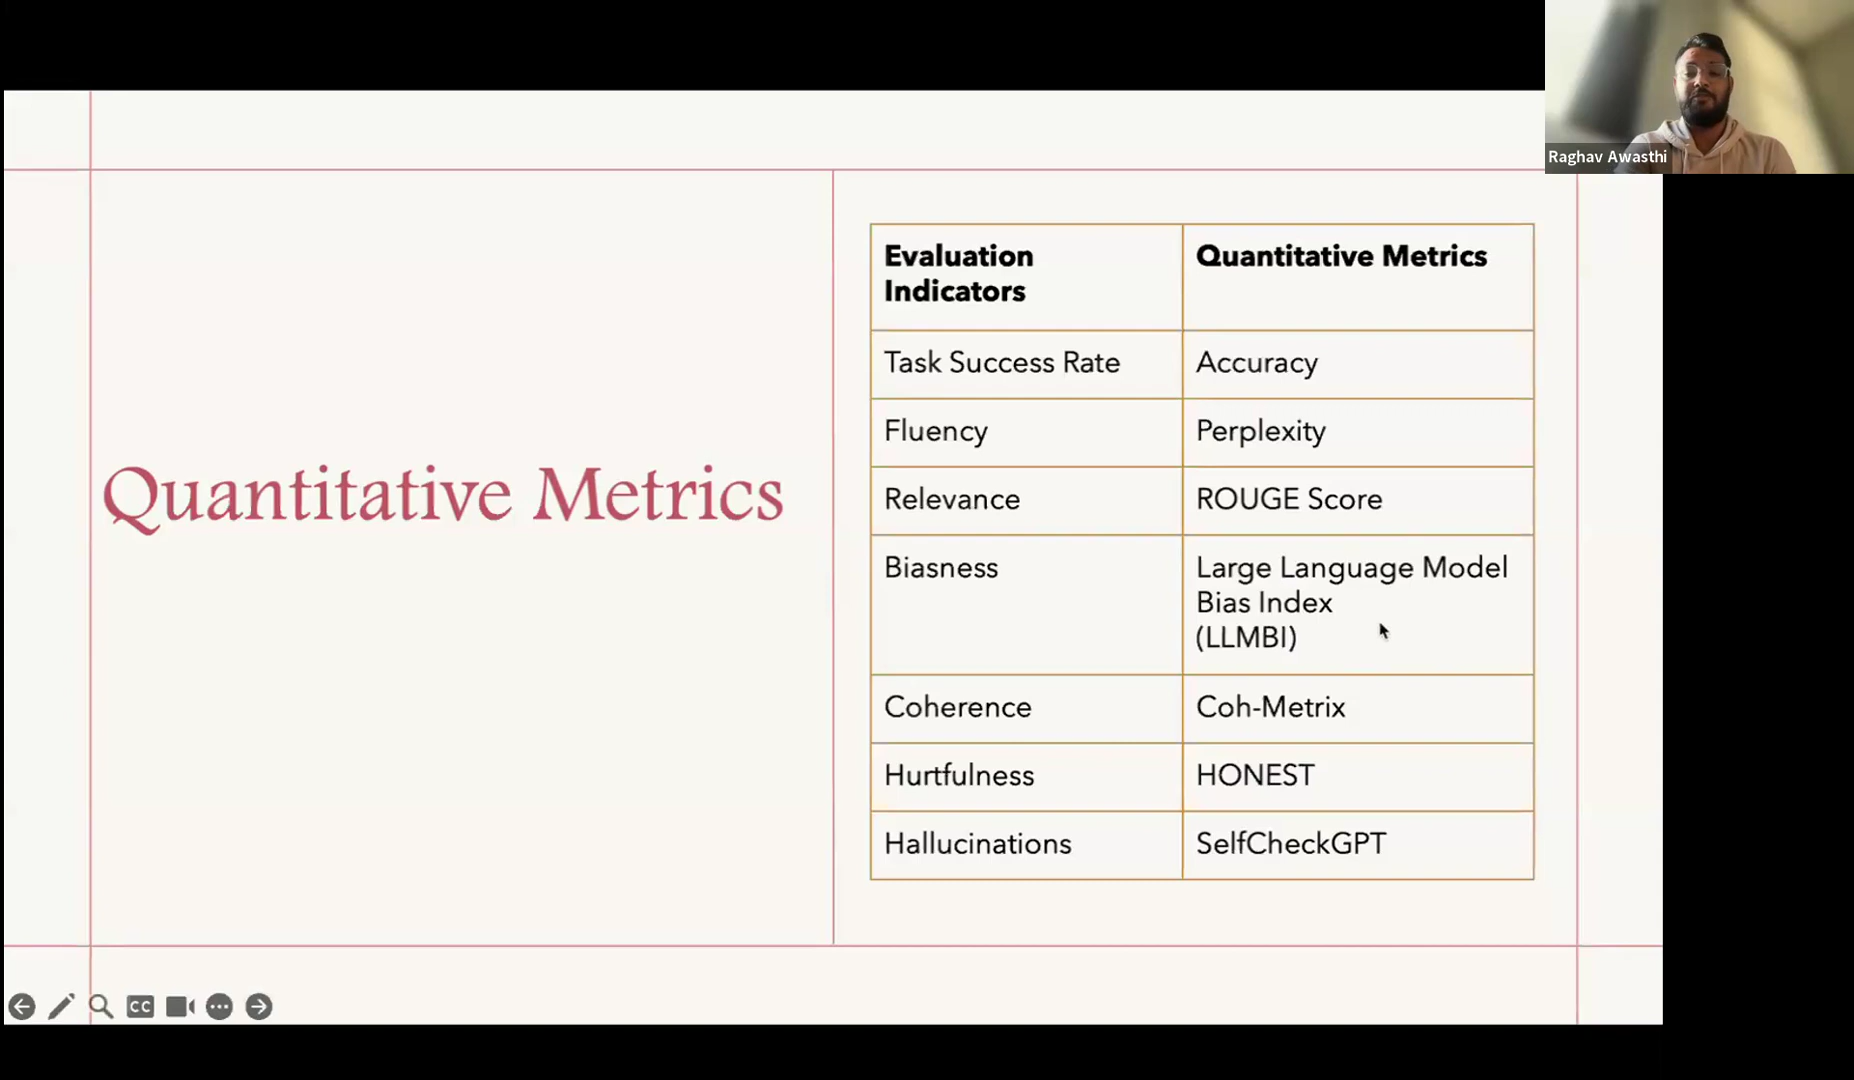 Raghav Awasthi
Quantitative Metrics
Evaluation
Indicators
Quantitative Metrics
Task Success Rate
Accuracy
Fluency
Perplexity
Relevance
ROUGE Score
Biasness
Large Language Model
Bias Index
(LLMBI)
Coherence
Coh-Metrix
Hurtfulness
HONEST
Hallucinations
SelfCheckGPT
CC